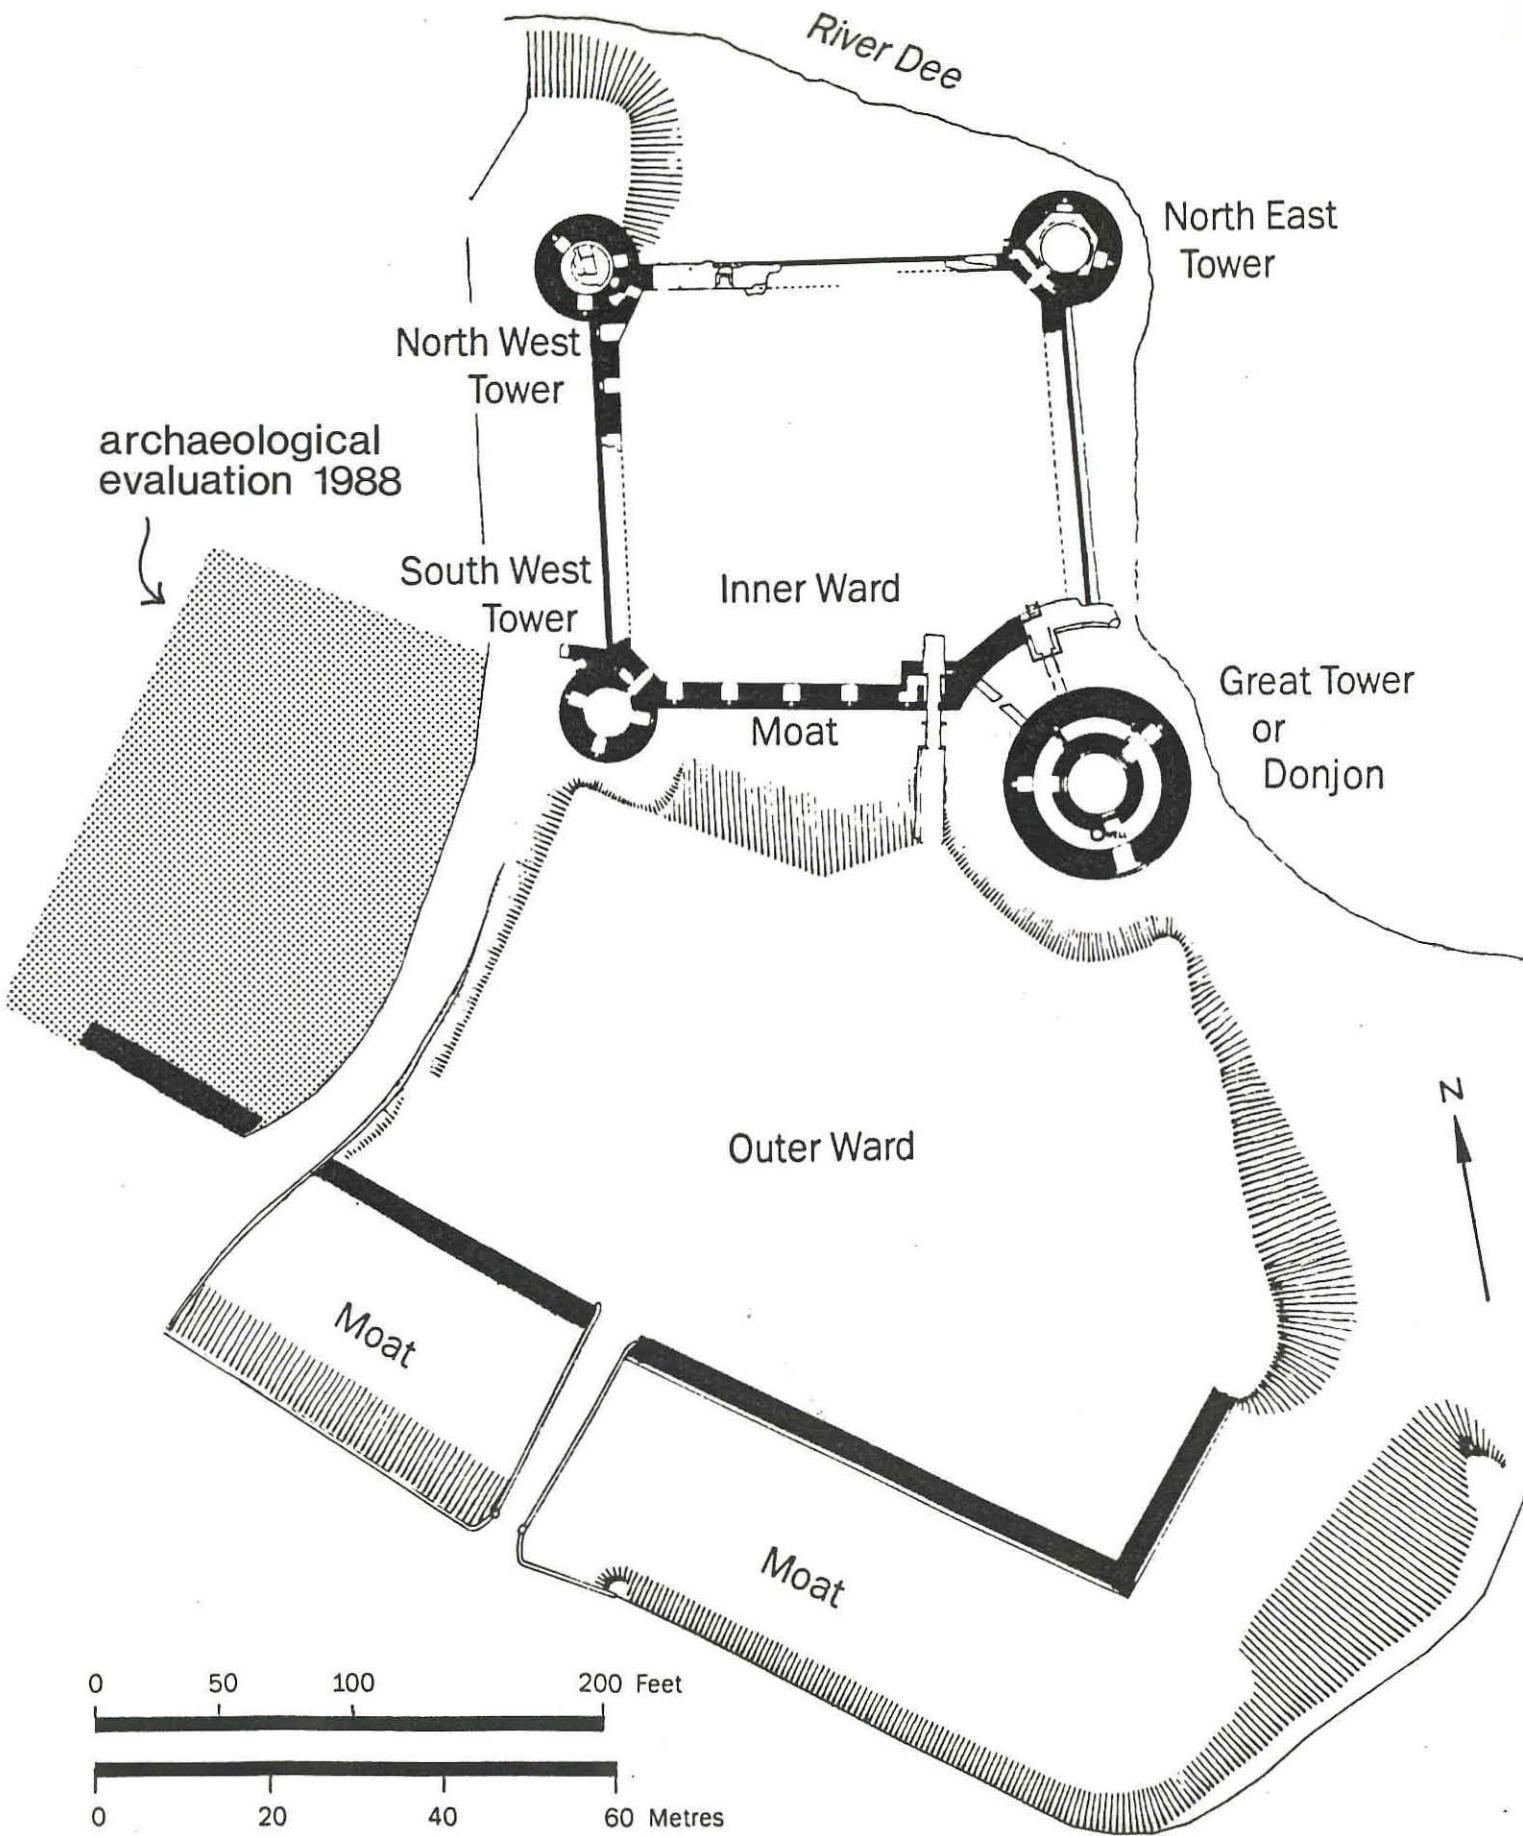 River Dee
North East
Tower
North West
Tower
archaeological
evaluation 1988
South West
Tower
Inner Ward
Moat
Great Tower
or
Donjon
WELL
N
Outer Ward
Moat
Moat
0 50 100 200 Feet
0 20 40 60 Metres